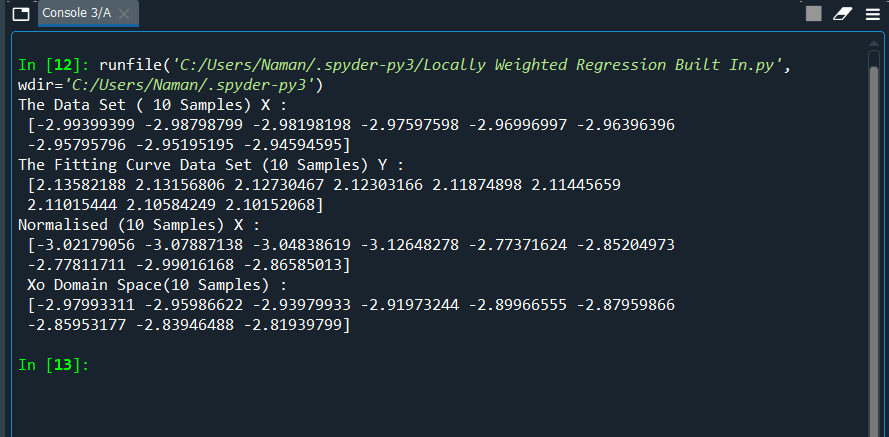 Console 3/A
In [12]: runfile('C:/Users/Naman/.spyder-py3/Locally Weighted Regression Built In.py',
wdir='C:/Users/Naman/.spyder-py3')
The Data Set ( 10 Samples) X :
[-2.99399399 -2.98798799 -2.98198198 -2.97597598 -2.96996997 -2.96396396
-2.95795796 -2.95195195 -2.94594595]
The Fitting Curve Data Set (10 Samples) Y :
[2.13582188 2.13156806 2.12730467 2.12303166 2.11874898 2.11445659
2.11015444 2.10584249 2.10152068]
Normalised (10 Samples) X :
[-3.02179056 -3.07887138 -3.04838619 -3.12648278 -2.77371624 -2.85204973
-2.77811711 -2.99016168 -2.86585013]
Xo Domain Space(10 Samples) :
[-2.97993311 -2.95986622 -2.93979933 -2.91973244 -2.89966555 -2.87959866
-2.85953177 -2.83946488 -2.81939799]
In [13]: